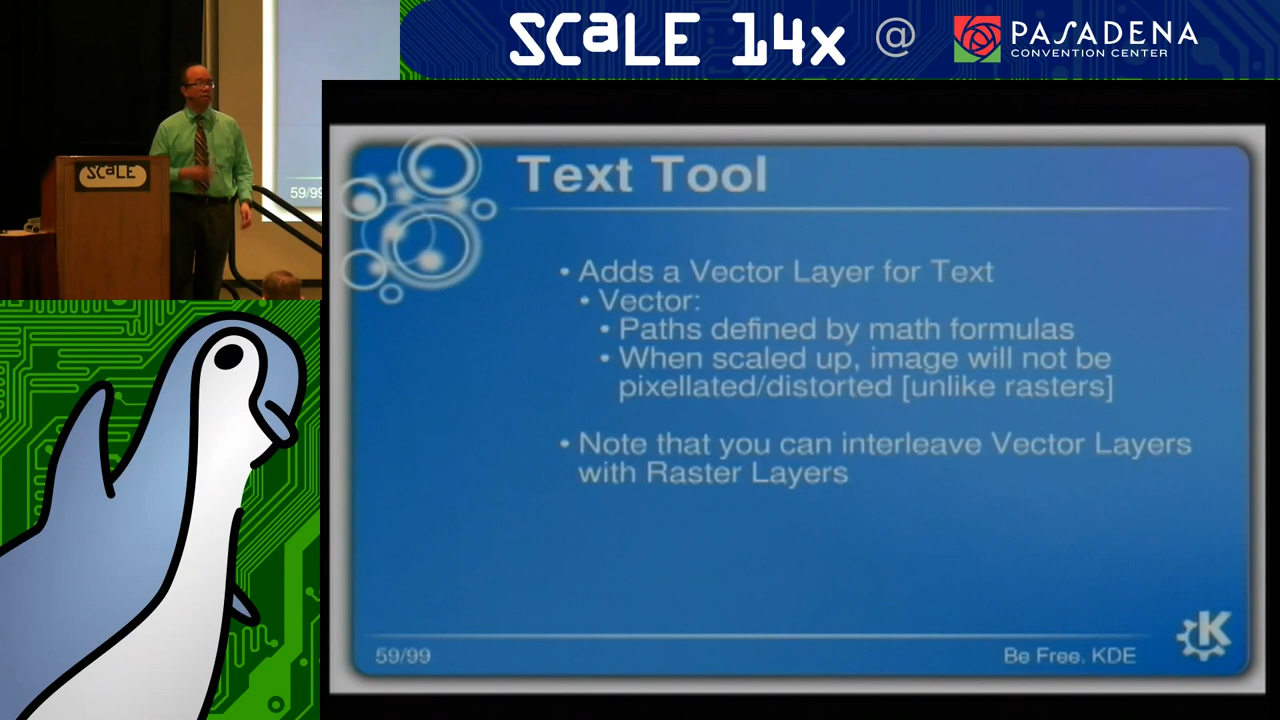 SCALE 14x @ PASADENA
CONVENTION CENTER
SCALE
59/99
Text Tool
• Adds a Vector Layer for Text
• Vector:
• Paths defined by math formulas
• When scaled up, image will not be
pixellated/distorted [unlike rasters]
• Note that you can interleave Vector Layers
with Raster Layers
59/99
Be Free. KDE
K